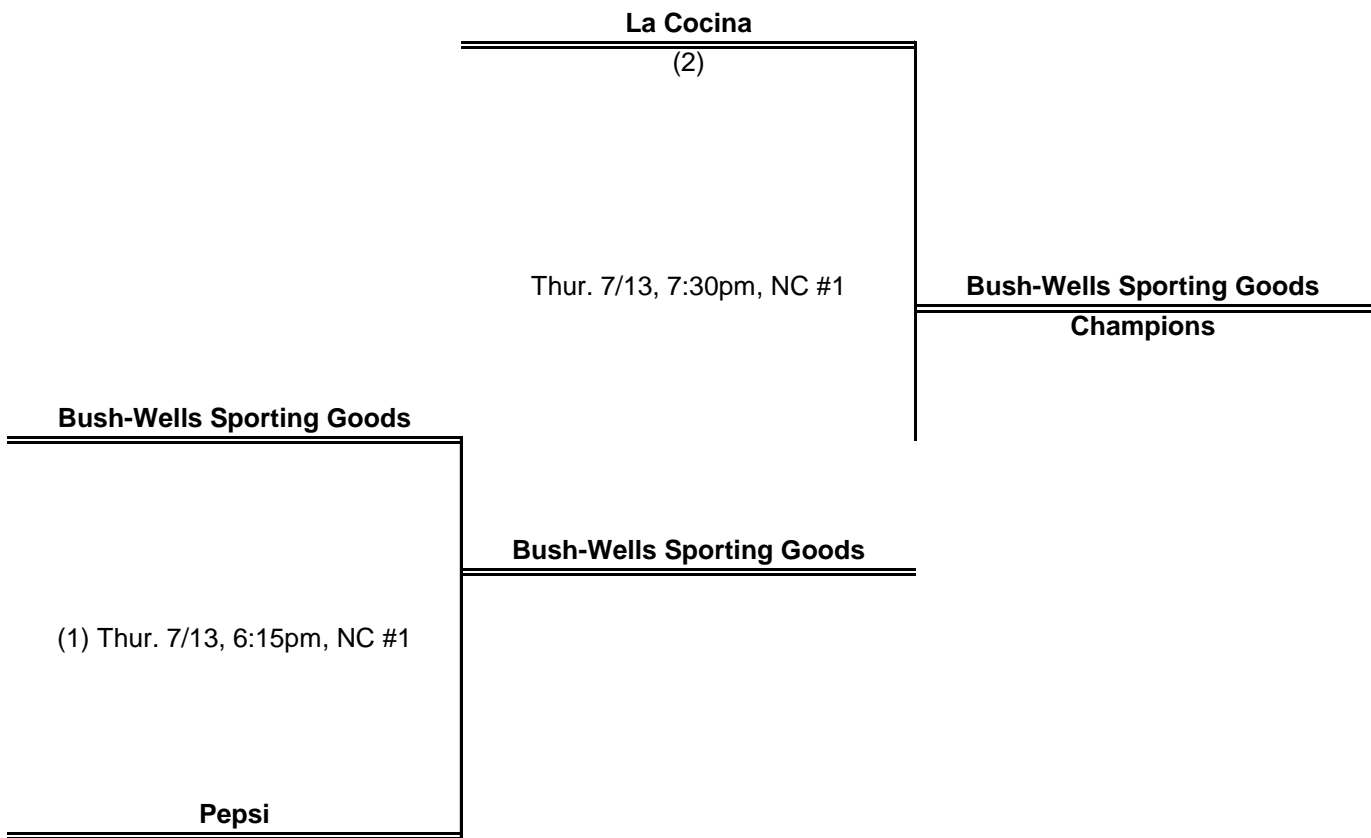 La Cocina
(2)
Thur. 7/13, 7:30pm, NC #1
Bush-Wells Sporting Goods
Champions
Bush-Wells Sporting Goods
Bush-Wells Sporting Goods
(1) Thur. 7/13, 6:15pm, NC #1
Pepsi